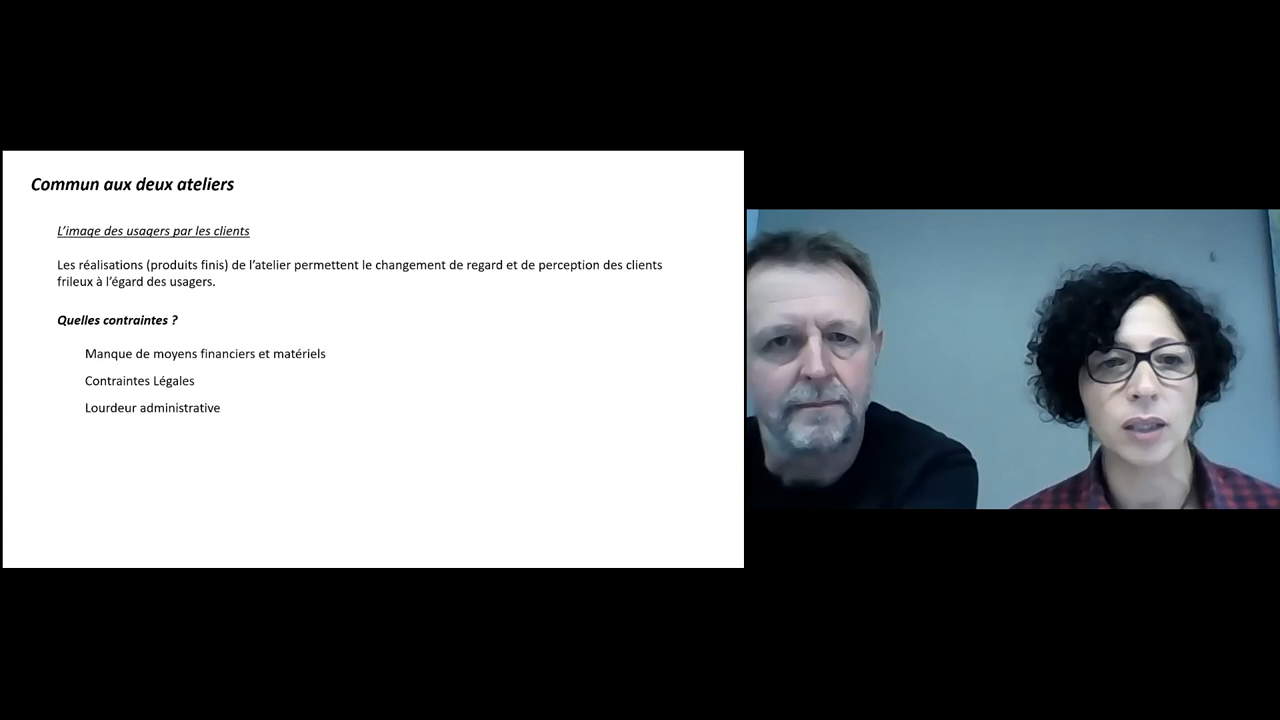 Commun aux deux ateliers
L’image des usagers par les clients
Les réalisations (produits finis) de l’atelier permettent le changement de regard et de perception des clients
frileux à l’égard des usagers.
Quelles contraintes ?
Manque de moyens financiers et matériels
Contraintes Légales
Lourdeur administrative